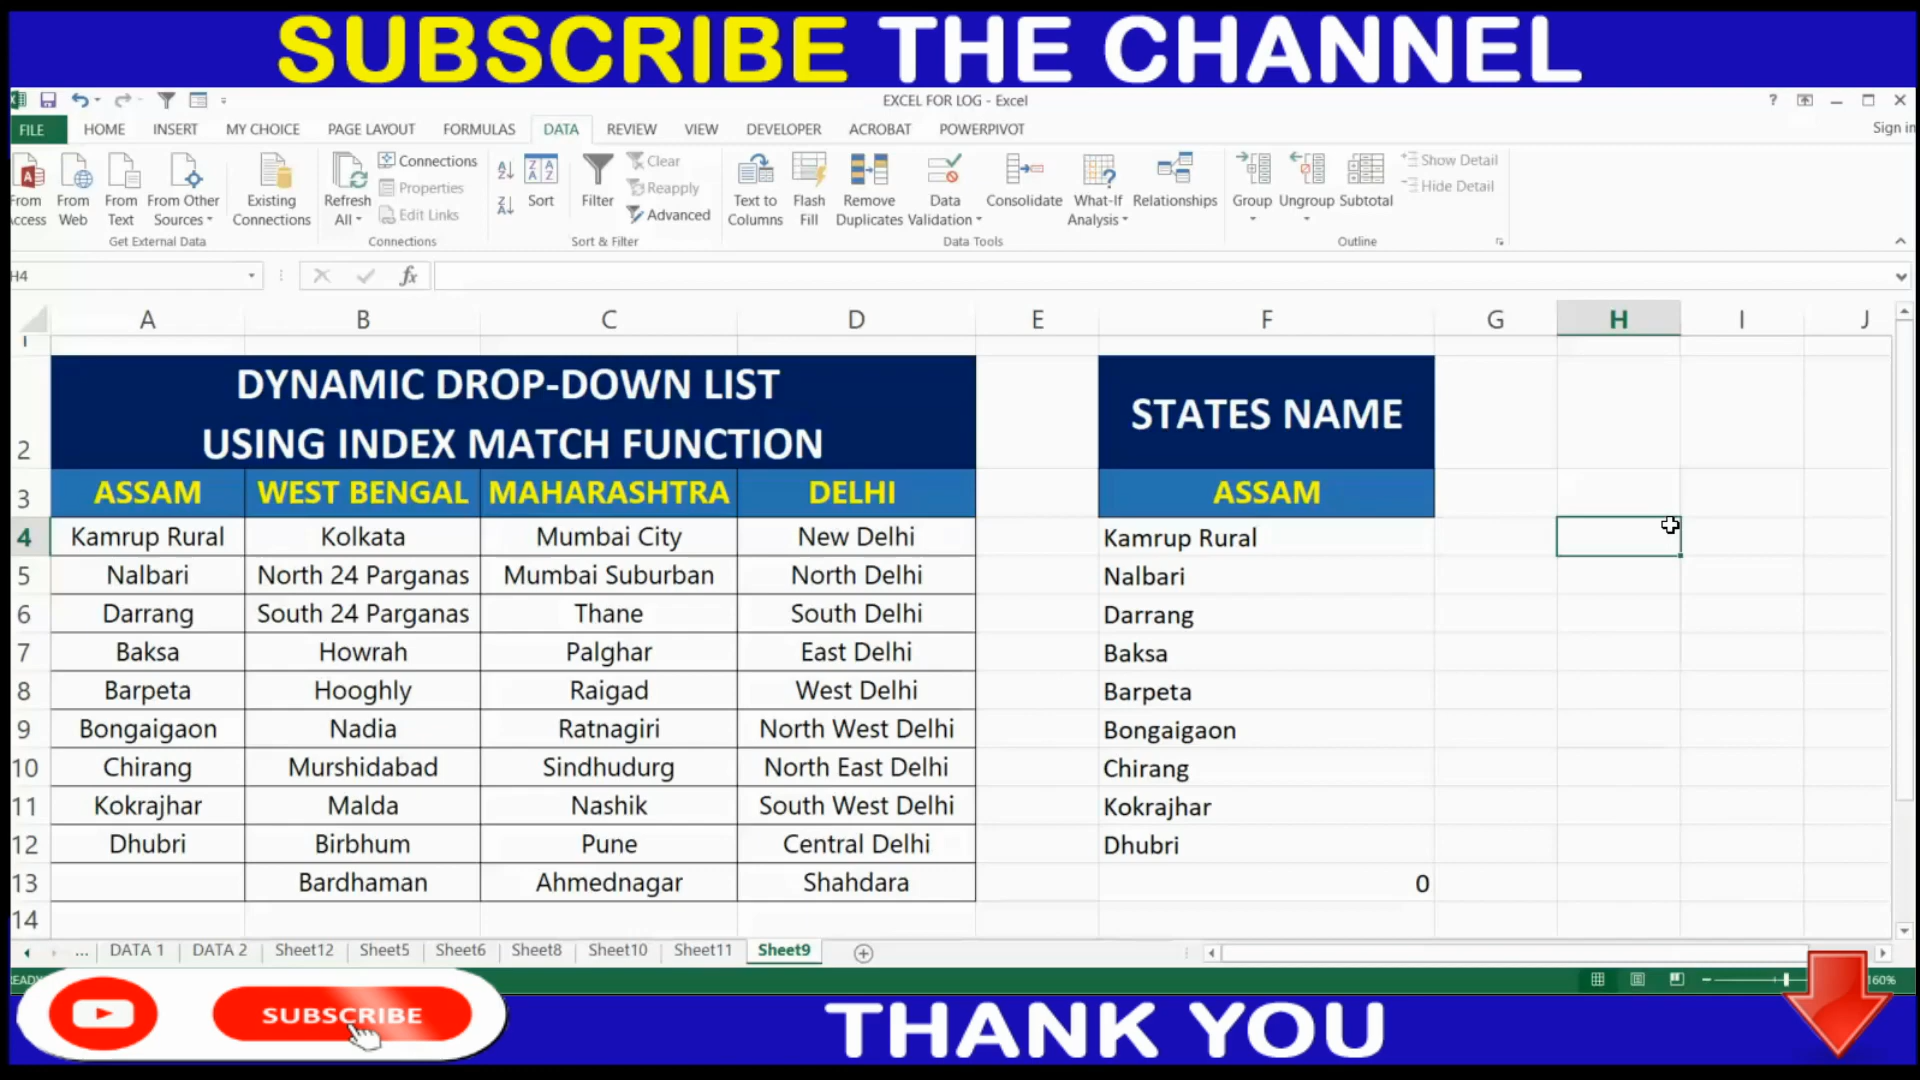 SUBSCRIBE THE CHANNEL
EXCEL FOR LOG - Excel
?
FILE HOME INSERT MY CHOICE PAGE LAYOUT FORMULAS DATA REVIEW VIEW DEVELOPER ACROBAT POWERPIVOT Sign in
From Access
From Web
From Text
From Other Sources
Existing Connections
Get External Data
Refresh All
Connections
Properties
Edit Links
Connections
Sort
Filter
Clear
Reapply
Advanced
Sort & Filter
Text to Columns
Flash Fill
Remove Duplicates
Data Validation
Consolidate
What-If Analysis
Relationships
Data Tools
Group
Ungroup
Subtotal
Show Detail
Hide Detail
Outline
H4 fx
A B C D E F G H I J
1
2 DYNAMIC DROP-DOWN LIST
USING INDEX MATCH FUNCTION
STATES NAME
3 ASSAM WEST BENGAL MAHARASHTRA DELHI ASSAM
4 Kamrup Rural Kolkata Mumbai City New Delhi Kamrup Rural
5 Nalbari North 24 Parganas Mumbai Suburban North Delhi Nalbari
6 Darrang South 24 Parganas Thane South Delhi Darrang
7 Baksa Howrah Palghar East Delhi Baksa
8 Barpeta Hooghly Raigad West Delhi Barpeta
9 Bongaigaon Nadia Ratnagiri North West Delhi Bongaigaon
10 Chirang Murshidabad Sindhudurg North East Delhi Chirang
11 Kokrajhar Malda Nashik South West Delhi Kokrajhar
12 Dhubri Birbhum Pune Central Delhi Dhubri
13 Bardhaman Ahmednagar Shahdara 0
14
... DATA 1 DATA 2 Sheet12 Sheet5 Sheet6 Sheet8 Sheet10 Sheet11 Sheet9
160%
SUBSCRIBE
THANK YOU